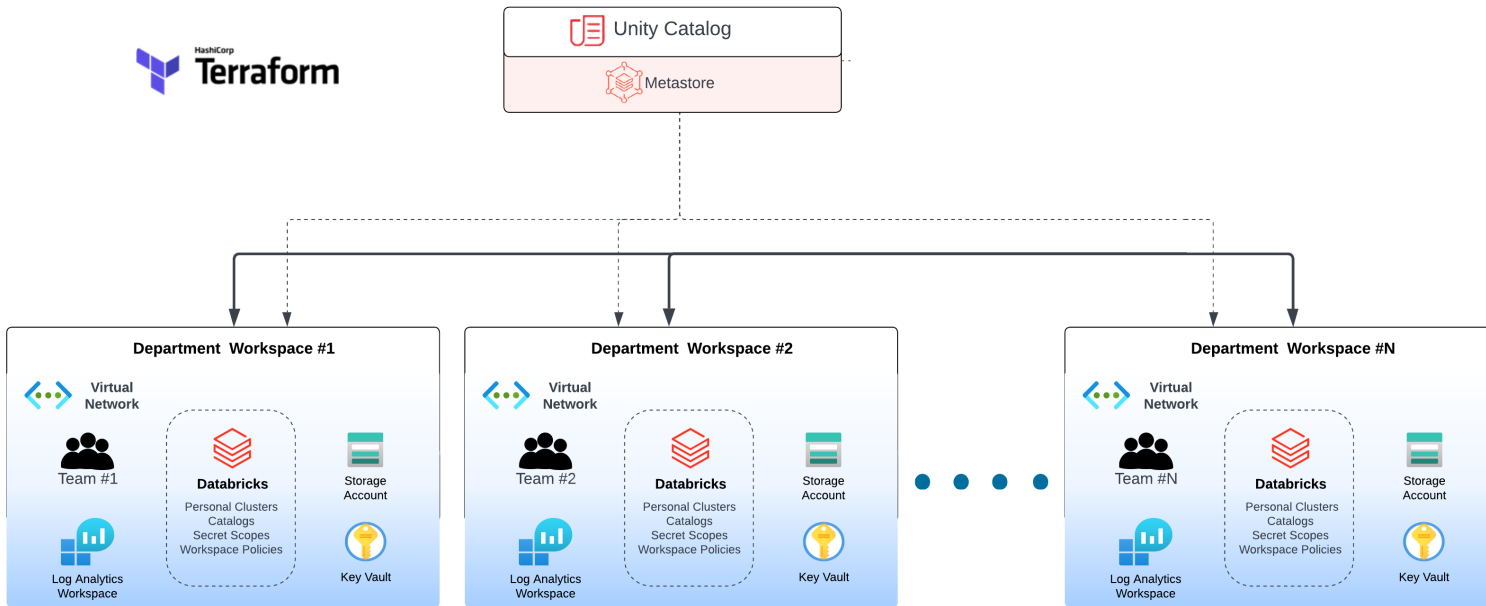 HashiCorp
Terraform
Unity Catalog
Metastore
Department Workspace #1
Virtual
Network
Team #1
Databricks
Personal Clusters
Catalogs
Secret Scopes
Workspace Policies
Storage
Account
Log Analytics
Workspace
Key Vault
Department Workspace #2
Virtual
Network
Team #2
Databricks
Personal Clusters
Catalogs
Secret Scopes
Workspace Policies
Storage
Account
Log Analytics
Workspace
Key Vault
Department Workspace #N
Virtual
Network
Team #N
Databricks
Personal Clusters
Catalogs
Secret Scopes
Workspace Policies
Storage
Account
Log Analytics
Workspace
Key Vault